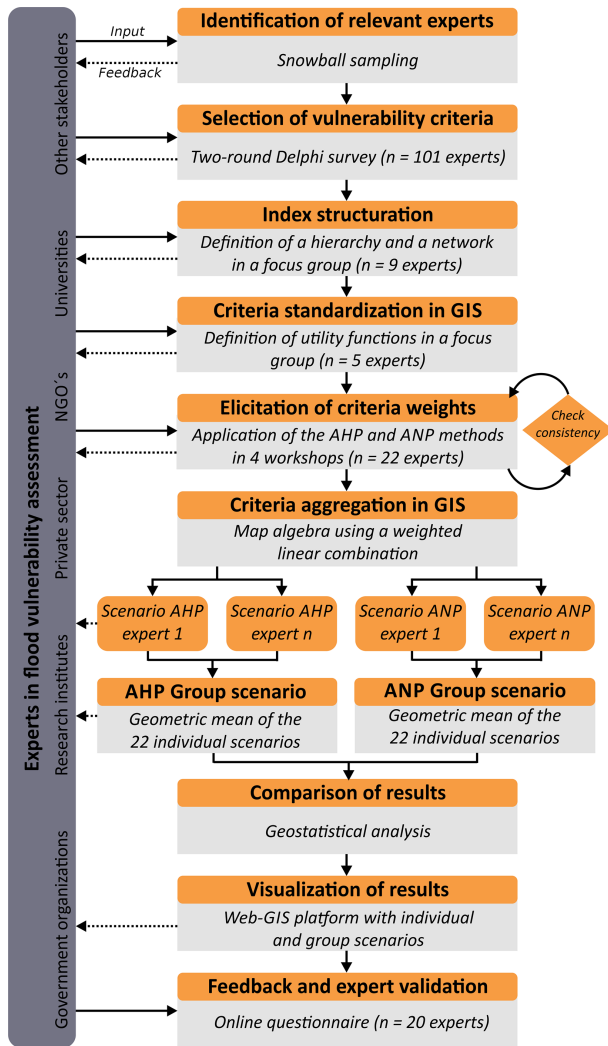 Identification of relevant experts
Input
Snowball sampling
Feedback
Selection of vulnerability criteria
Two-round Delphi survey (n = 101 experts)
Index structuration
Definition of a hierarchy and a network
in a focus group (n = 9 experts)
Criteria standardization in GIS
Definition of utility functions in a focus
group (n = 5 experts)
Elicitation of criteria weights
Application of the AHP and ANP methods
in 4 workshops (n = 22 experts)
Check
consistency
Criteria aggregation in GIS
Map algebra using a weighted
linear combination
Scenario AHP
expert 1
Scenario AHP
expert n
Scenario ANP
expert 1
Scenario ANP
expert n
AHP Group scenario
Geometric mean of the
22 individual scenarios
ANP Group scenario
Geometric mean of the
22 individual scenarios
Comparison of results
Geostatistical analysis
Visualization of results
Web-GIS platform with individual
and group scenarios
Feedback and expert validation
Online questionnaire (n = 20 experts)
Experts in flood vulnerability assessment
Other stakeholders
Universities
NGO´s
Private sector
Research institutes
Government organizations